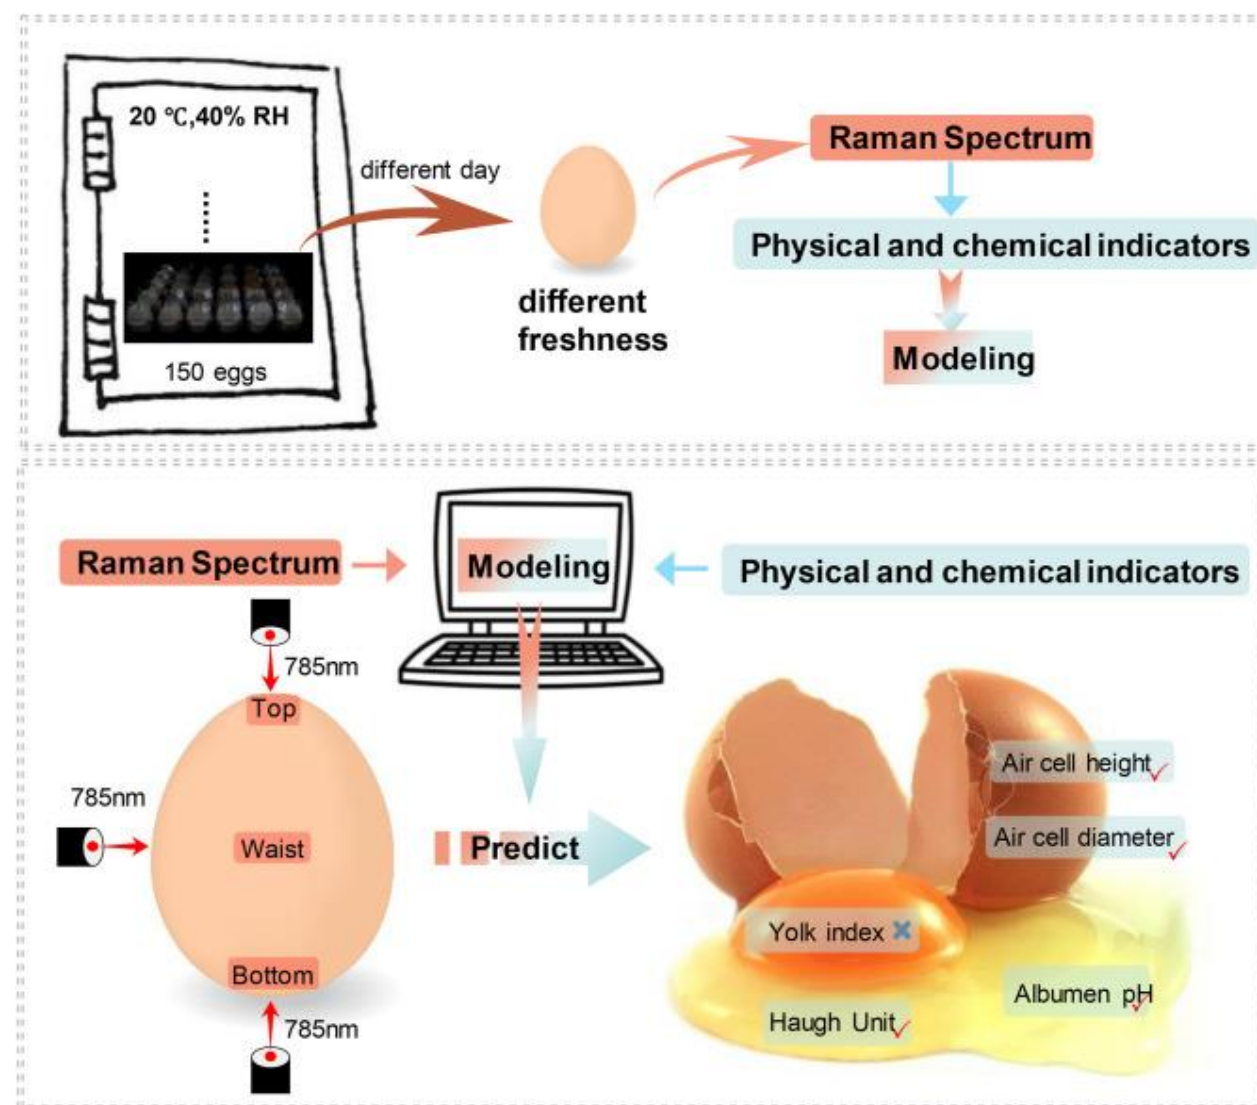 20 ℃,40% RH
150 eggs
different day
different
freshness
Raman Spectrum
Physical and chemical indicators
Modeling
Raman Spectrum
Modeling
Physical and chemical indicators
785nm
Top
785nm
Waist
Bottom
785nm
Predict
Air cell height
Air cell diameter
Yolk index
Albumen pH
Haugh Unit